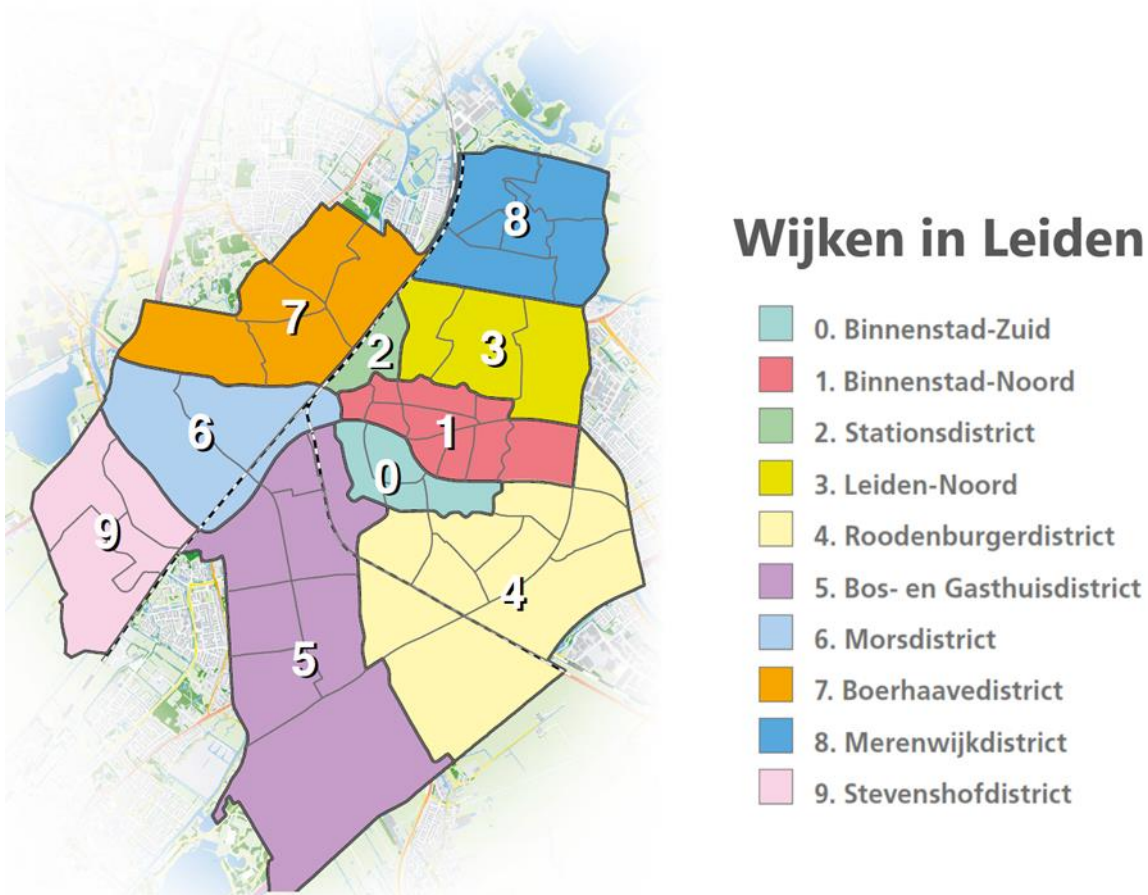 8
7
2
3
6
1
0
9
4
5
Wijken in Leiden
0. Binnenstad-Zuid
1. Binnenstad-Noord
2. Stationsdistrict
3. Leiden-Noord
4. Roodenburgerdistrict
5. Bos- en Gasthuisdistrict
6. Morsdistrict
7. Boerhaavedistrict
8. Merenwijkdistrict
9. Stevenshofdistrict